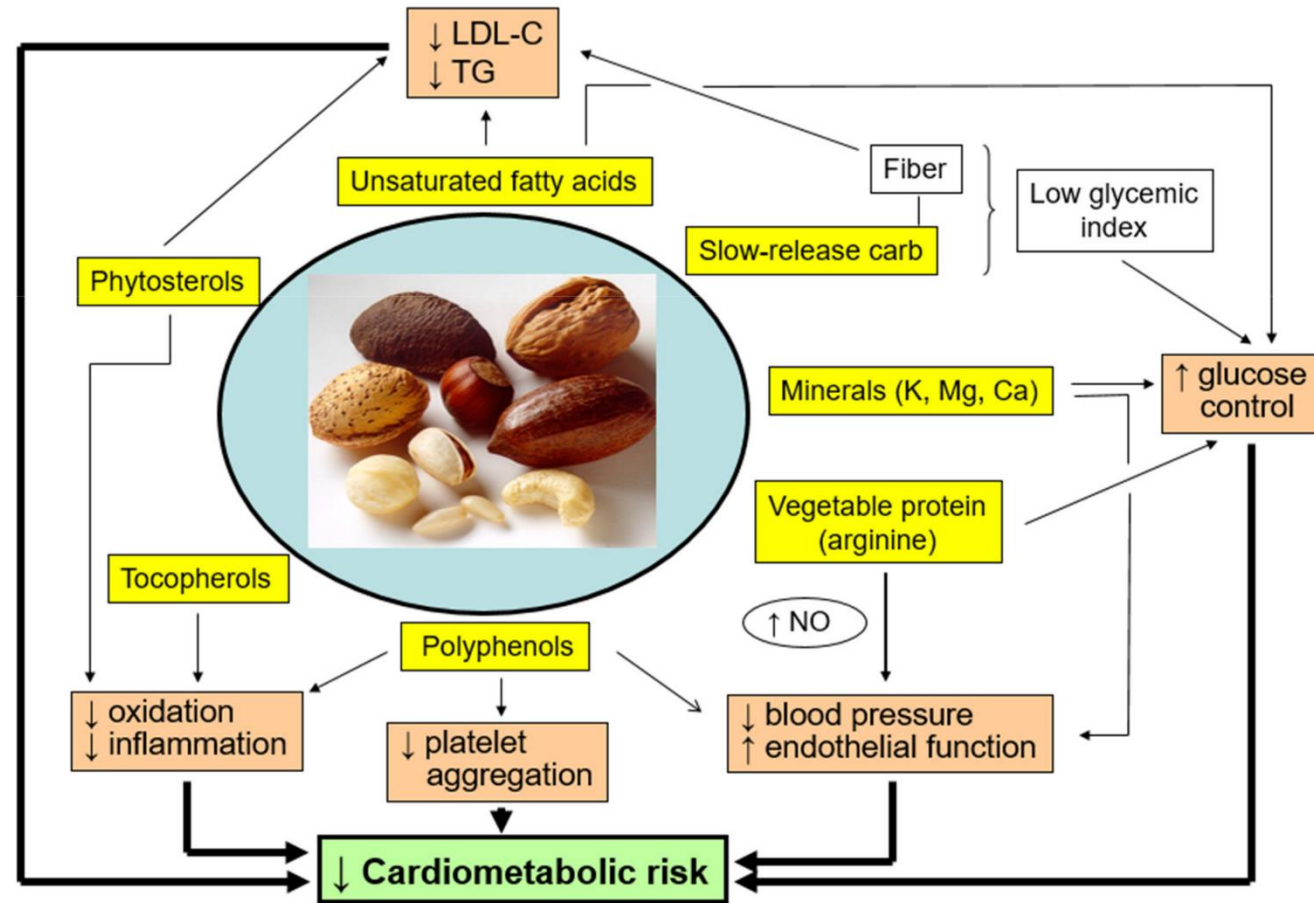 ↓ LDL-C
↓ TG
Unsaturated fatty acids
Fiber
Low glycemic
index
Slow-release carb
Phytosterols
Minerals (K, Mg, Ca)
↑ glucose
control
Vegetable protein
(arginine)
Tocopherols
↑ NO
Polyphenols
↓ oxidation
↓ inflammation
↓ platelet
aggregation
↓ blood pressure
↑ endothelial function
↓ Cardiometabolic risk